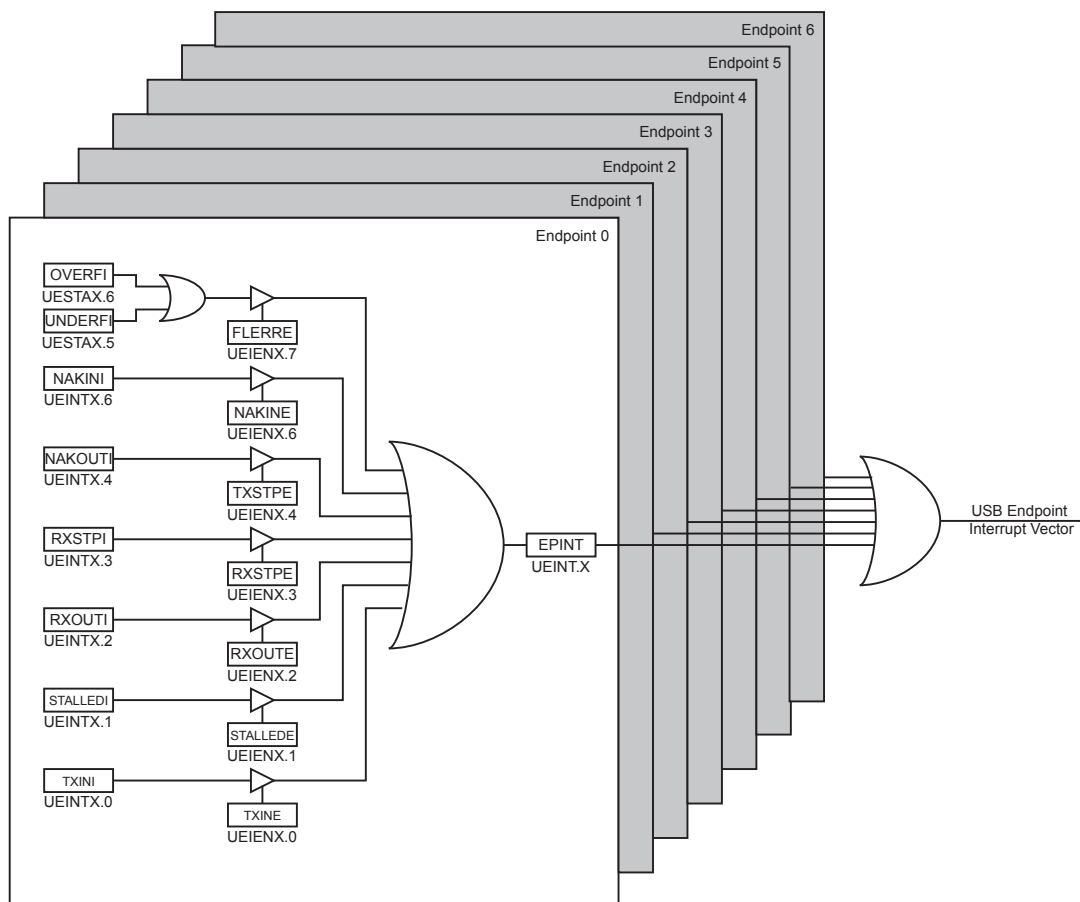 Endpoint 6
Endpoint 5
Endpoint 4
Endpoint 3
Endpoint 2
Endpoint 1
Endpoint 0
OVERFI
UESTAX.6
UNDERFI
UESTAX.5
FLERRE
UEIENX.7
NAKINI
UEINTX.6
NAKINE
UEIENX.6
NAKOUTI
UEINTX.4
TXSTPE
UEIENX.4
RXSTPI
UEINTX.3
RXSTPE
UEIENX.3
RXOUTI
UEINTX.2
RXOUTE
UEIENX.2
STALLEDI
UEINTX.1
STALLEDE
UEIENX.1
TXINI
UEINTX.0
TXINE
UEIENX.0
EPINT
UEINT.X
USB Endpoint
Interrupt Vector